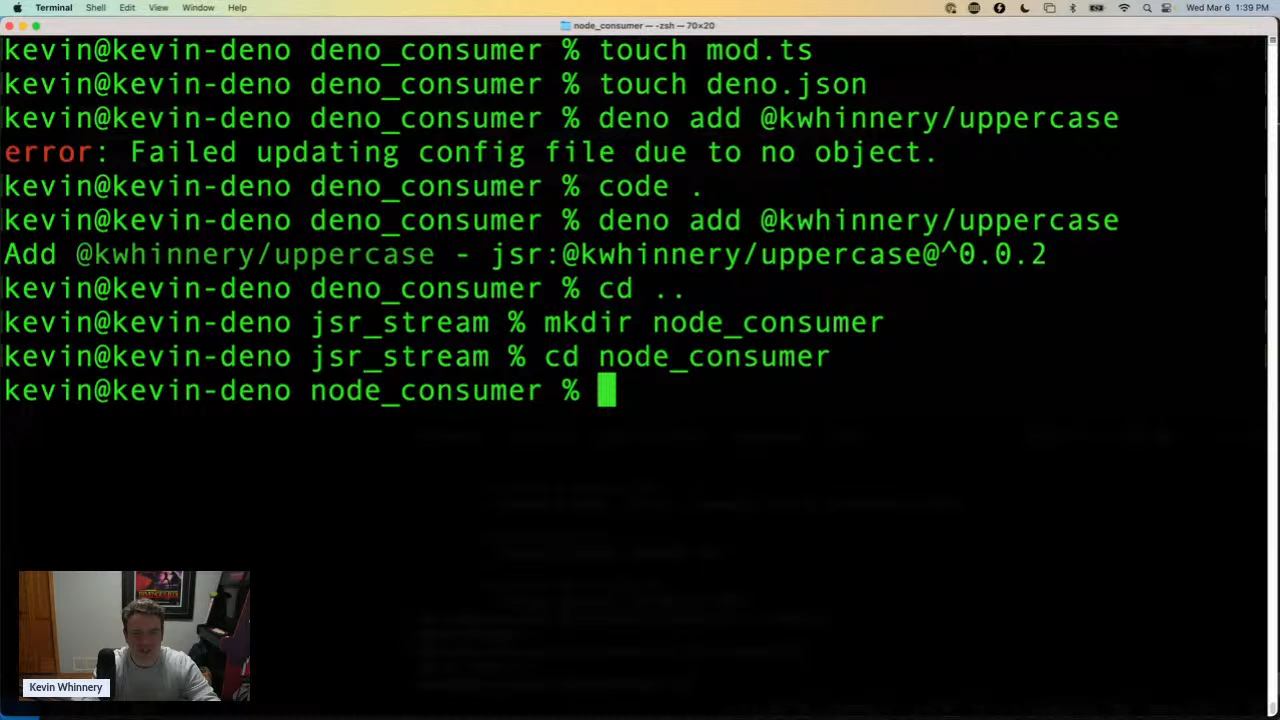 Terminal Shell Edit View Window Help Wed Mar 6 1:39 PM
node_consumer — -zsh — 70×20
kevin@kevin-deno deno_consumer % touch mod.ts
kevin@kevin-deno deno_consumer % touch deno.json
kevin@kevin-deno deno_consumer % deno add @kwhinnery/uppercase
error: Failed updating config file due to no object.
kevin@kevin-deno deno_consumer % code .
kevin@kevin-deno deno_consumer % deno add @kwhinnery/uppercase
Add @kwhinnery/uppercase - jsr:@kwhinnery/uppercase@^0.0.2
kevin@kevin-deno deno_consumer % cd ..
kevin@kevin-deno jsr_stream % mkdir node_consumer
kevin@kevin-deno jsr_stream % cd node_consumer
kevin@kevin-deno node_consumer %
Kevin Whinnery